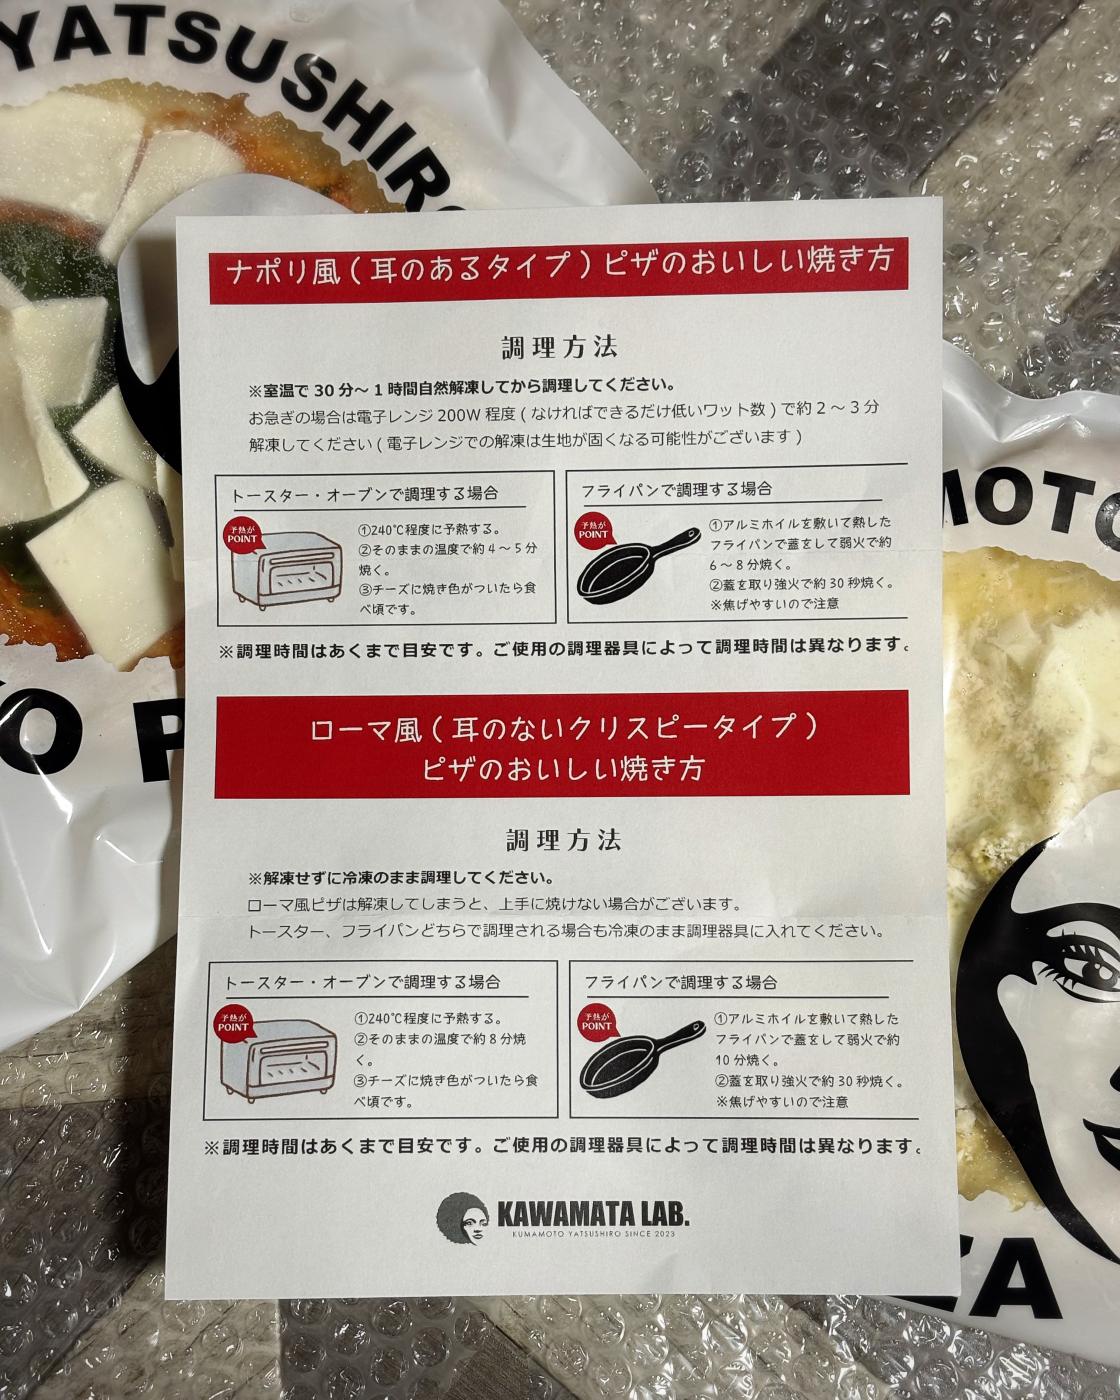 YATSUSHIR
ナポリ風(耳のあるタイプ)ピザのおいしい焼き方
調理方法
※室温で30分～1時間自然解凍してから調理してください。
お急ぎの場合は電子レンジ200W程度(なければできるだけ低いワット数)で約2～3分
解凍してください(電子レンジでの解凍は生地が固くなる可能性がございます)
トースター・オーブンで調理する場合
予熱が
POINT
①240℃程度に予熱する。
②そのままの温度で約4～5分
焼く。
③チーズに焼き色がついたら食
べ頃です。
フライパンで調理する場合
予熱が
POINT
①アルミホイルを敷いて熱した
フライパンで蓋をして弱火で約
6～8分焼く。
②蓋を取り強火で約30秒焼く。
※焦げやすいので注意
※調理時間はあくまで目安です。ご使用の調理器具によって調理時間は異なります。
ローマ風(耳のないクリスピータイプ)
ピザのおいしい焼き方
調理方法
※解凍せずに冷凍のまま調理してください。
ローマ風ピザは解凍してしまうと、上手に焼けない場合がございます。
トースター、フライパンどちらで調理される場合も冷凍のまま調理器具に入れてください。
トースター・オーブンで調理する場合
予熱が
POINT
①240℃程度に予熱する。
②そのままの温度で約8分焼
く。
③チーズに焼き色がついたら食
べ頃です。
フライパンで調理する場合
予熱が
POINT
①アルミホイルを敷いて熱した
フライパンで蓋をして弱火で約
10分焼く。
②蓋を取り強火で約30秒焼く。
※焦げやすいので注意
※調理時間はあくまで目安です。ご使用の調理器具によって調理時間は異なります。
KAWAMATA LAB.
KUMAMOTO YATSUSHIRO SINCE 2023
MOTO
O P
ZA